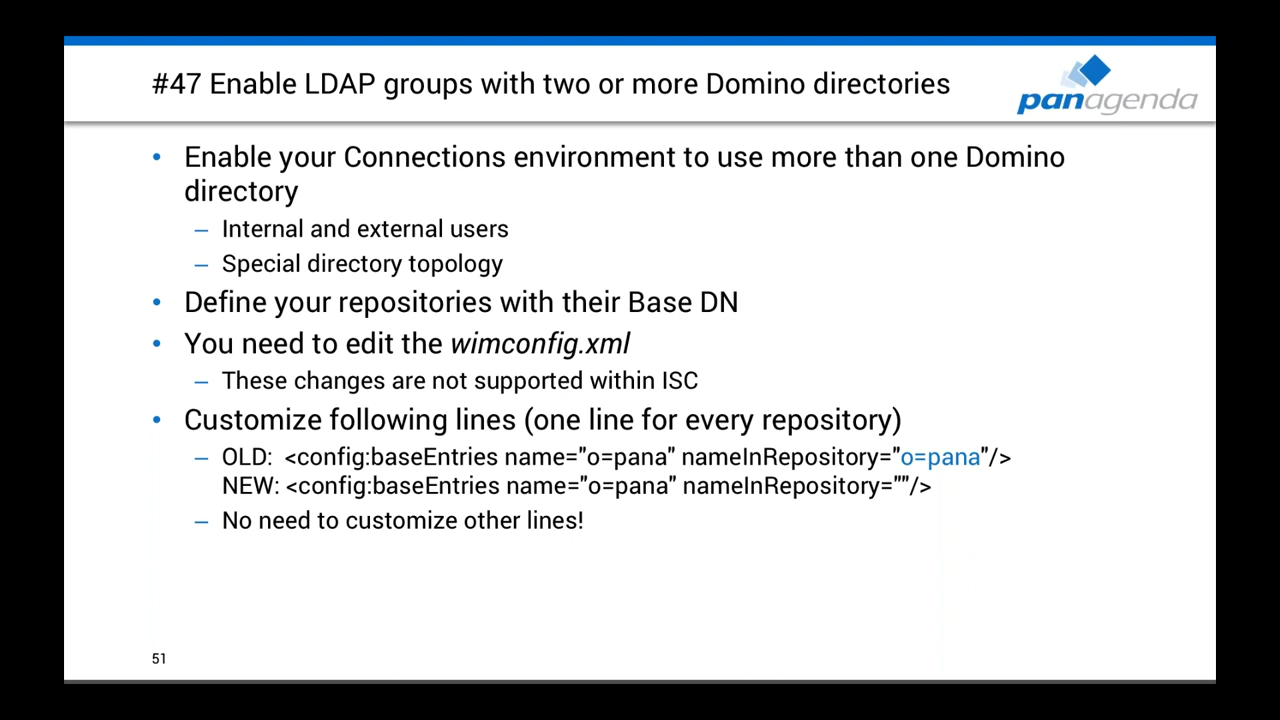 #47 Enable LDAP groups with two or more Domino directories
panagenda
• Enable your Connections environment to use more than one Domino
directory
– Internal and external users
– Special directory topology
• Define your repositories with their Base DN
• You need to edit the wimconfig.xml
– These changes are not supported within ISC
• Customize following lines (one line for every repository)
– OLD: <config:baseEntries name="o=pana" nameInRepository="o=pana"/>
NEW: <config:baseEntries name="o=pana" nameInRepository=""/>
– No need to customize other lines!
51